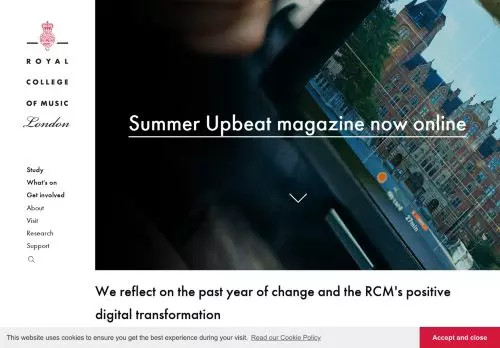 ROYAL
COLLEGE
OF MUSIC
London
Study
What's on
Get involved
About
Visit
Research
Support
Summer Upbeat magazine now online
27min
We reflect on the past year of change and the RCM's positive
digital transformation
This website uses cookies to ensure you get the best experience during your visit. Read our Cookie Policy
Accept and close